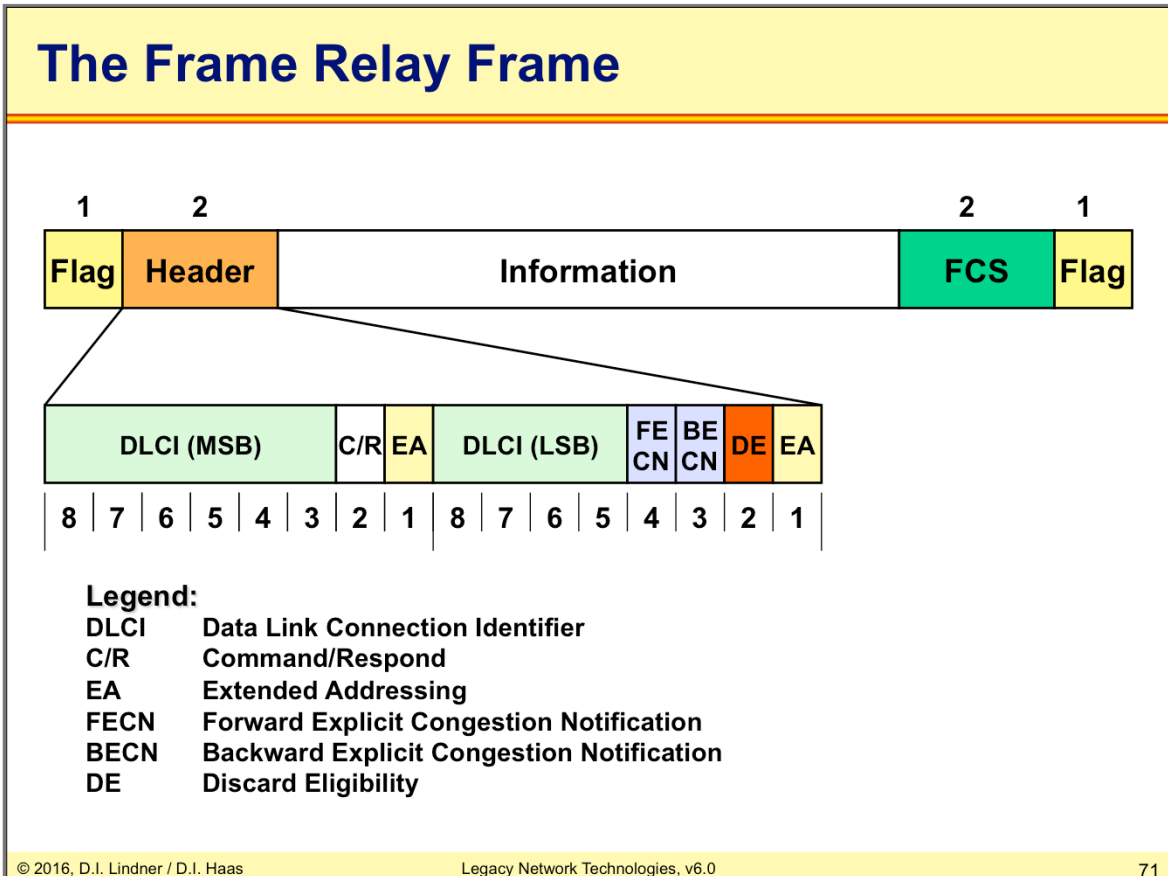 The Frame Relay Frame
1 2 2 1
Flag Header Information FCS Flag
DLCI (MSB) C/R EA DLCI (LSB) FE CN BE CN DE EA
8 7 6 5 4 3 2 1 8 7 6 5 4 3 2 1
Legend:
DLCI Data Link Connection Identifier
C/R Command/Respond
EA Extended Addressing
FECN Forward Explicit Congestion Notification
BECN Backward Explicit Congestion Notification
DE Discard Eligibility
© 2016, D.I. Lindner / D.I. Haas Legacy Network Technologies, v6.0 71